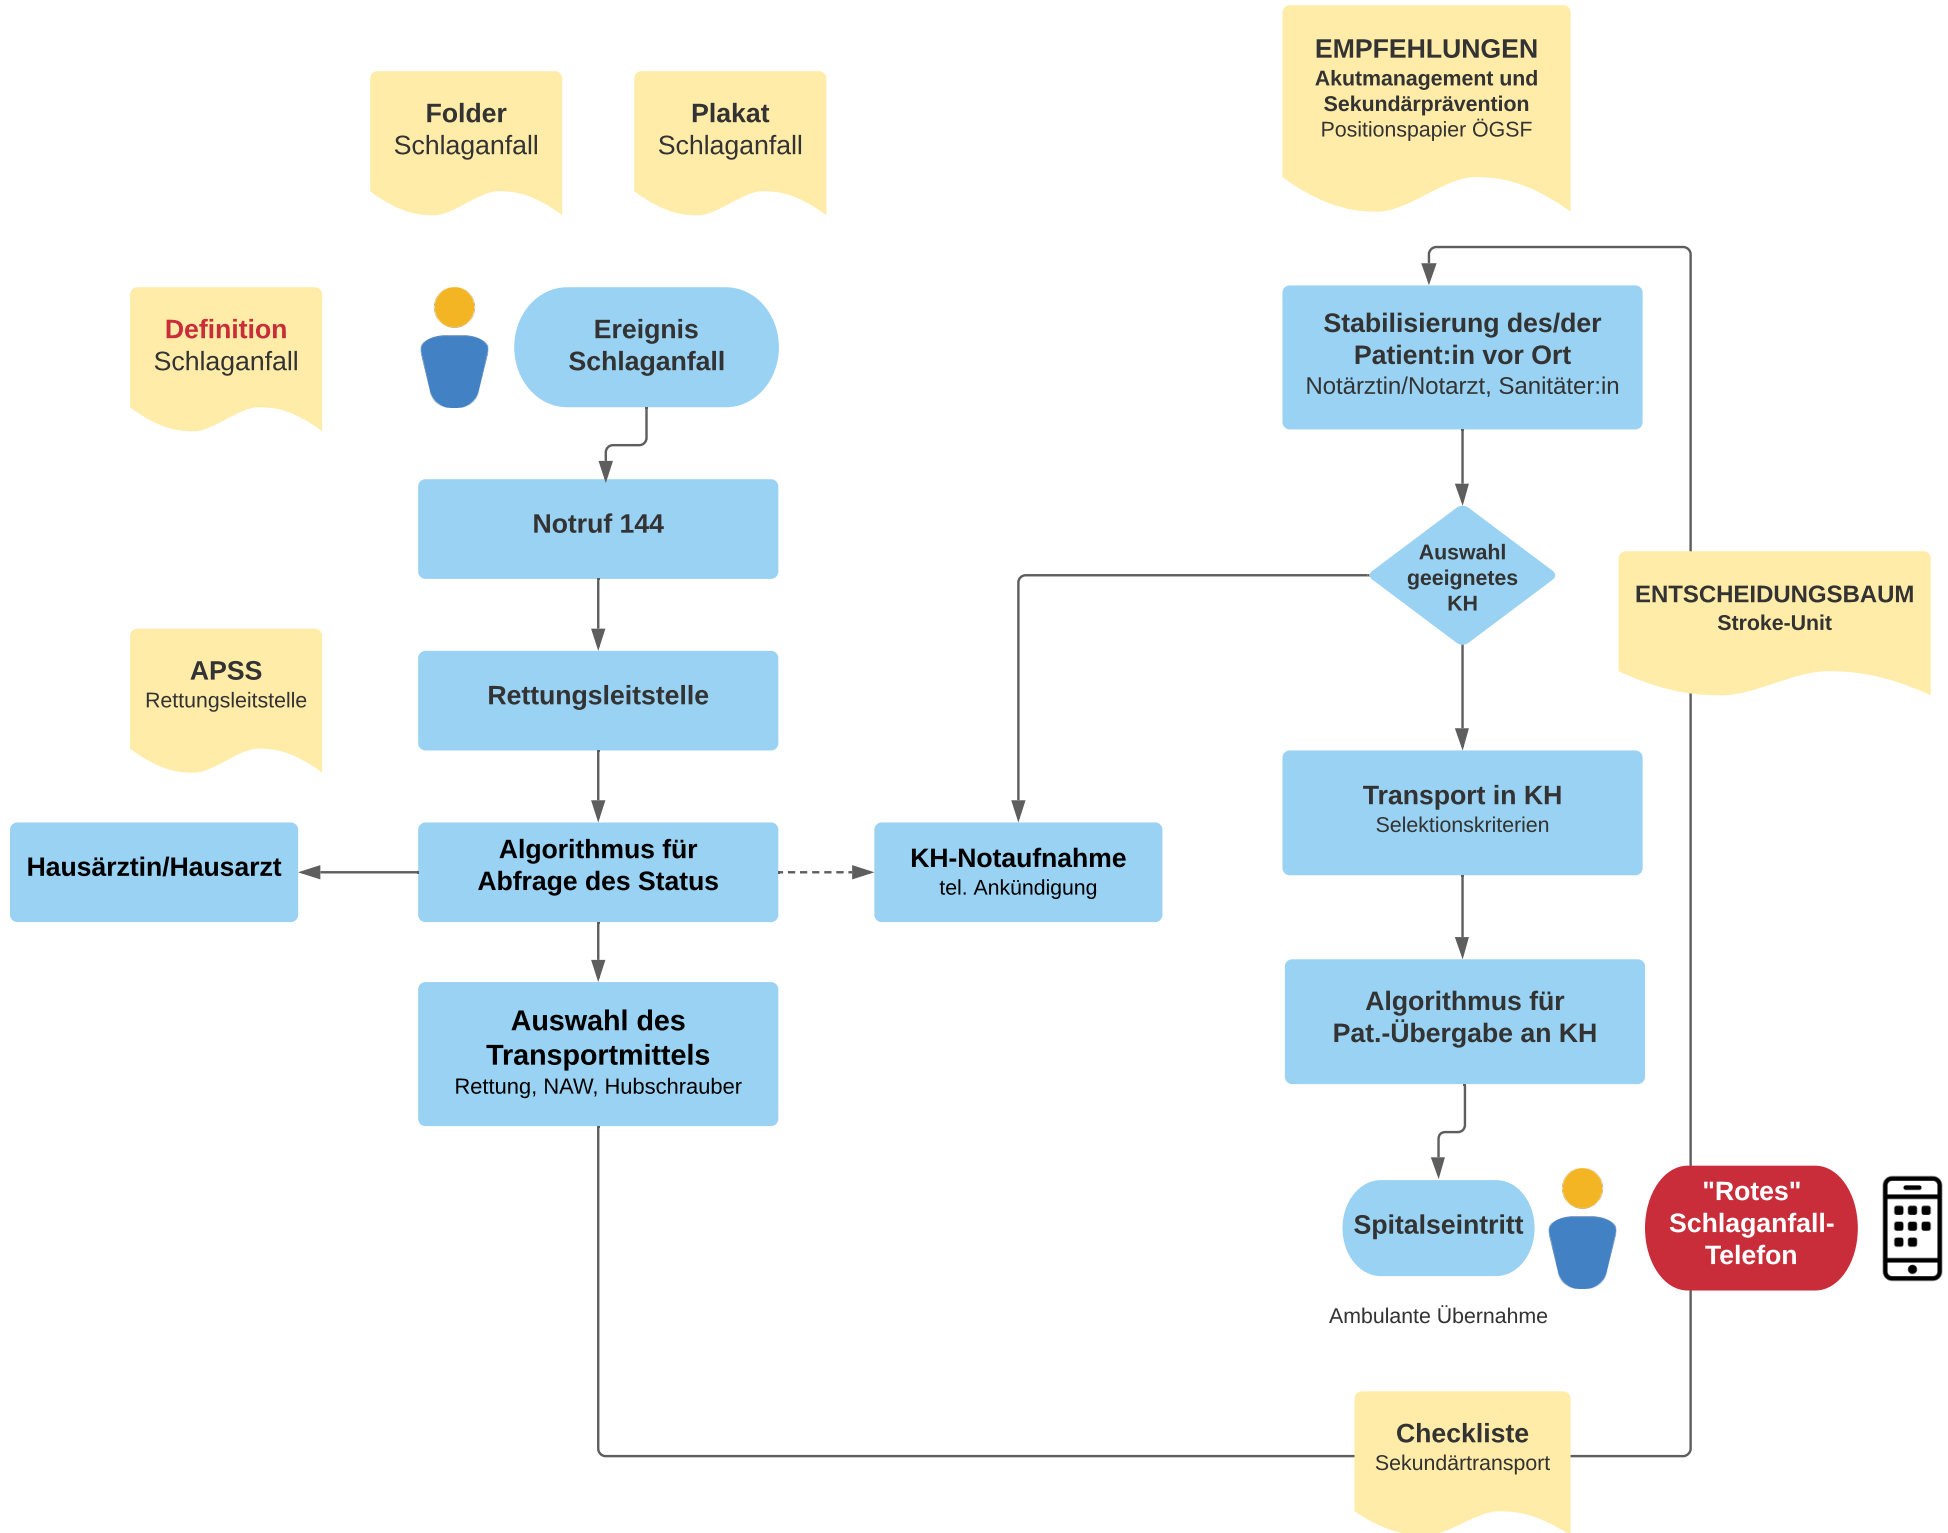 Folder
Schlaganfall
Plakat
Schlaganfall
Definition
Schlaganfall
Ereignis
Schlaganfall
Notruf 144
APSS
Rettungsleitstelle
Rettungsleitstelle
Hausärztin/Hausarzt
Algorithmus für
Abfrage des Status
KH-Notaufnahme
tel. Ankündigung
Auswahl des
Transportmittels
Rettung, NAW, Hubschrauber
EMPFEHLUNGEN
Akutmanagement und
Sekundärprävention
Positionspapier ÖGSF
Stabilisierung des/der
Patient:in vor Ort
Notärztin/Notarzt, Sanitäter:in
Auswahl
geeignetes
KH
ENTSCHEIDUNGSBAUM
Stroke-Unit
Transport in KH
Selektionskriterien
Algorithmus für
Pat.-Übergabe an KH
Spitalseintritt
Ambulante Übernahme
"Rotes"
Schlaganfall-
Telefon
Checkliste
Sekundärtransport